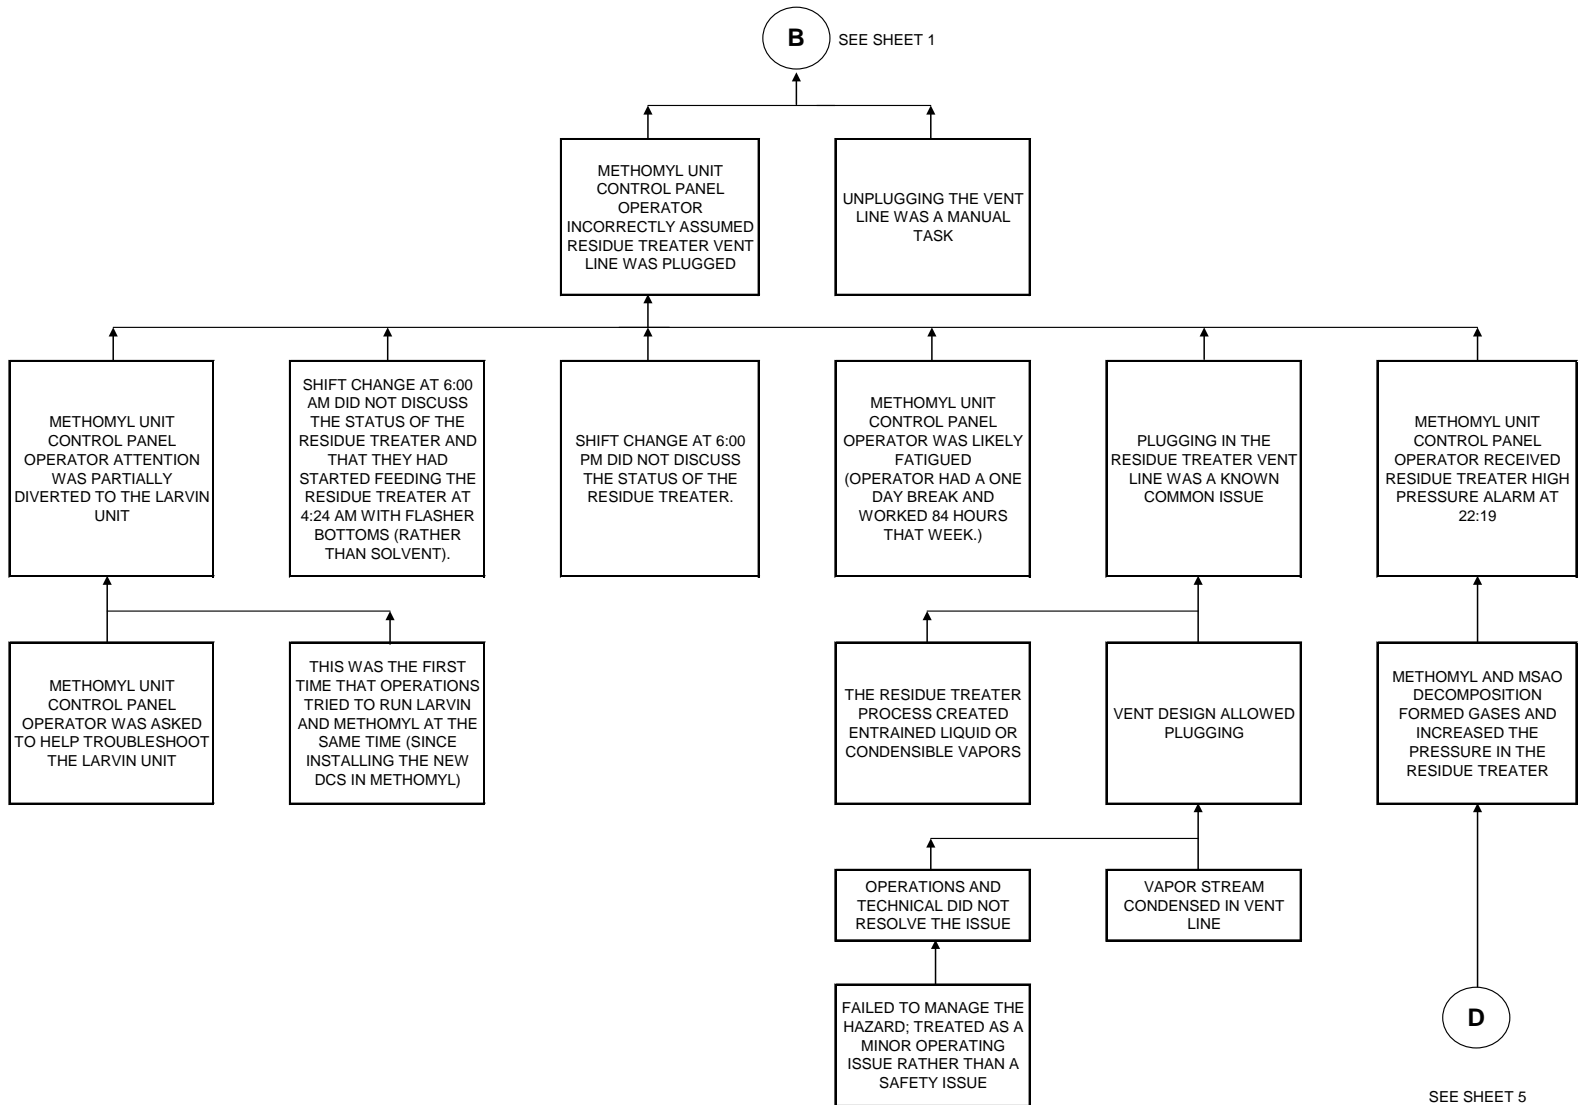 B
SEE SHEET 1
METHOMYL UNIT
CONTROL PANEL
OPERATOR
INCORRECTLY ASSUMED
RESIDUE TREATER VENT
LINE WAS PLUGGED
UNPLUGGING THE VENT
LINE WAS A MANUAL
TASK
METHOMYL UNIT
CONTROL PANEL
OPERATOR ATTENTION
WAS PARTIALLY
DIVERTED TO THE LARVIN
UNIT
SHIFT CHANGE AT 6:00
AM DID NOT DISCUSS
THE STATUS OF THE
RESIDUE TREATER AND
THAT THEY HAD
STARTED FEEDING THE
RESIDUE TREATER AT
4:24 AM WITH FLASHER
BOTTOMS (RATHER
THAN SOLVENT).
SHIFT CHANGE AT 6:00
PM DID NOT DISCUSS
THE STATUS OF THE
RESIDUE TREATER.
METHOMYL UNIT
CONTROL PANEL
OPERATOR WAS LIKELY
FATIGUED
(OPERATOR HAD A ONE
DAY BREAK AND
WORKED 84 HOURS
THAT WEEK.)
PLUGGING IN THE
RESIDUE TREATER VENT
LINE WAS A KNOWN
COMMON ISSUE
METHOMYL UNIT
CONTROL PANEL
OPERATOR RECEIVED
RESIDUE TREATER HIGH
PRESSURE ALARM AT
22:19
METHOMYL UNIT
CONTROL PANEL
OPERATOR WAS ASKED
TO HELP TROUBLESHOOT
THE LARVIN UNIT
THIS WAS THE FIRST
TIME THAT OPERATIONS
TRIED TO RUN LARVIN
AND METHOMYL AT THE
SAME TIME (SINCE
INSTALLING THE NEW
DCS IN METHOMYL)
THE RESIDUE TREATER
PROCESS CREATED
ENTRAINED LIQUID OR
CONDENSIBLE VAPORS
VENT DESIGN ALLOWED
PLUGGING
METHOMYL AND MSAO
DECOMPOSITION
FORMED GASES AND
INCREASED THE
PRESSURE IN THE
RESIDUE TREATER
OPERATIONS AND
TECHNICAL DID NOT
RESOLVE THE ISSUE
VAPOR STREAM
CONDENSED IN VENT
LINE
FAILED TO MANAGE THE
HAZARD; TREATED AS A
MINOR OPERATING
ISSUE RATHER THAN A
SAFETY ISSUE
D
SEE SHEET 5